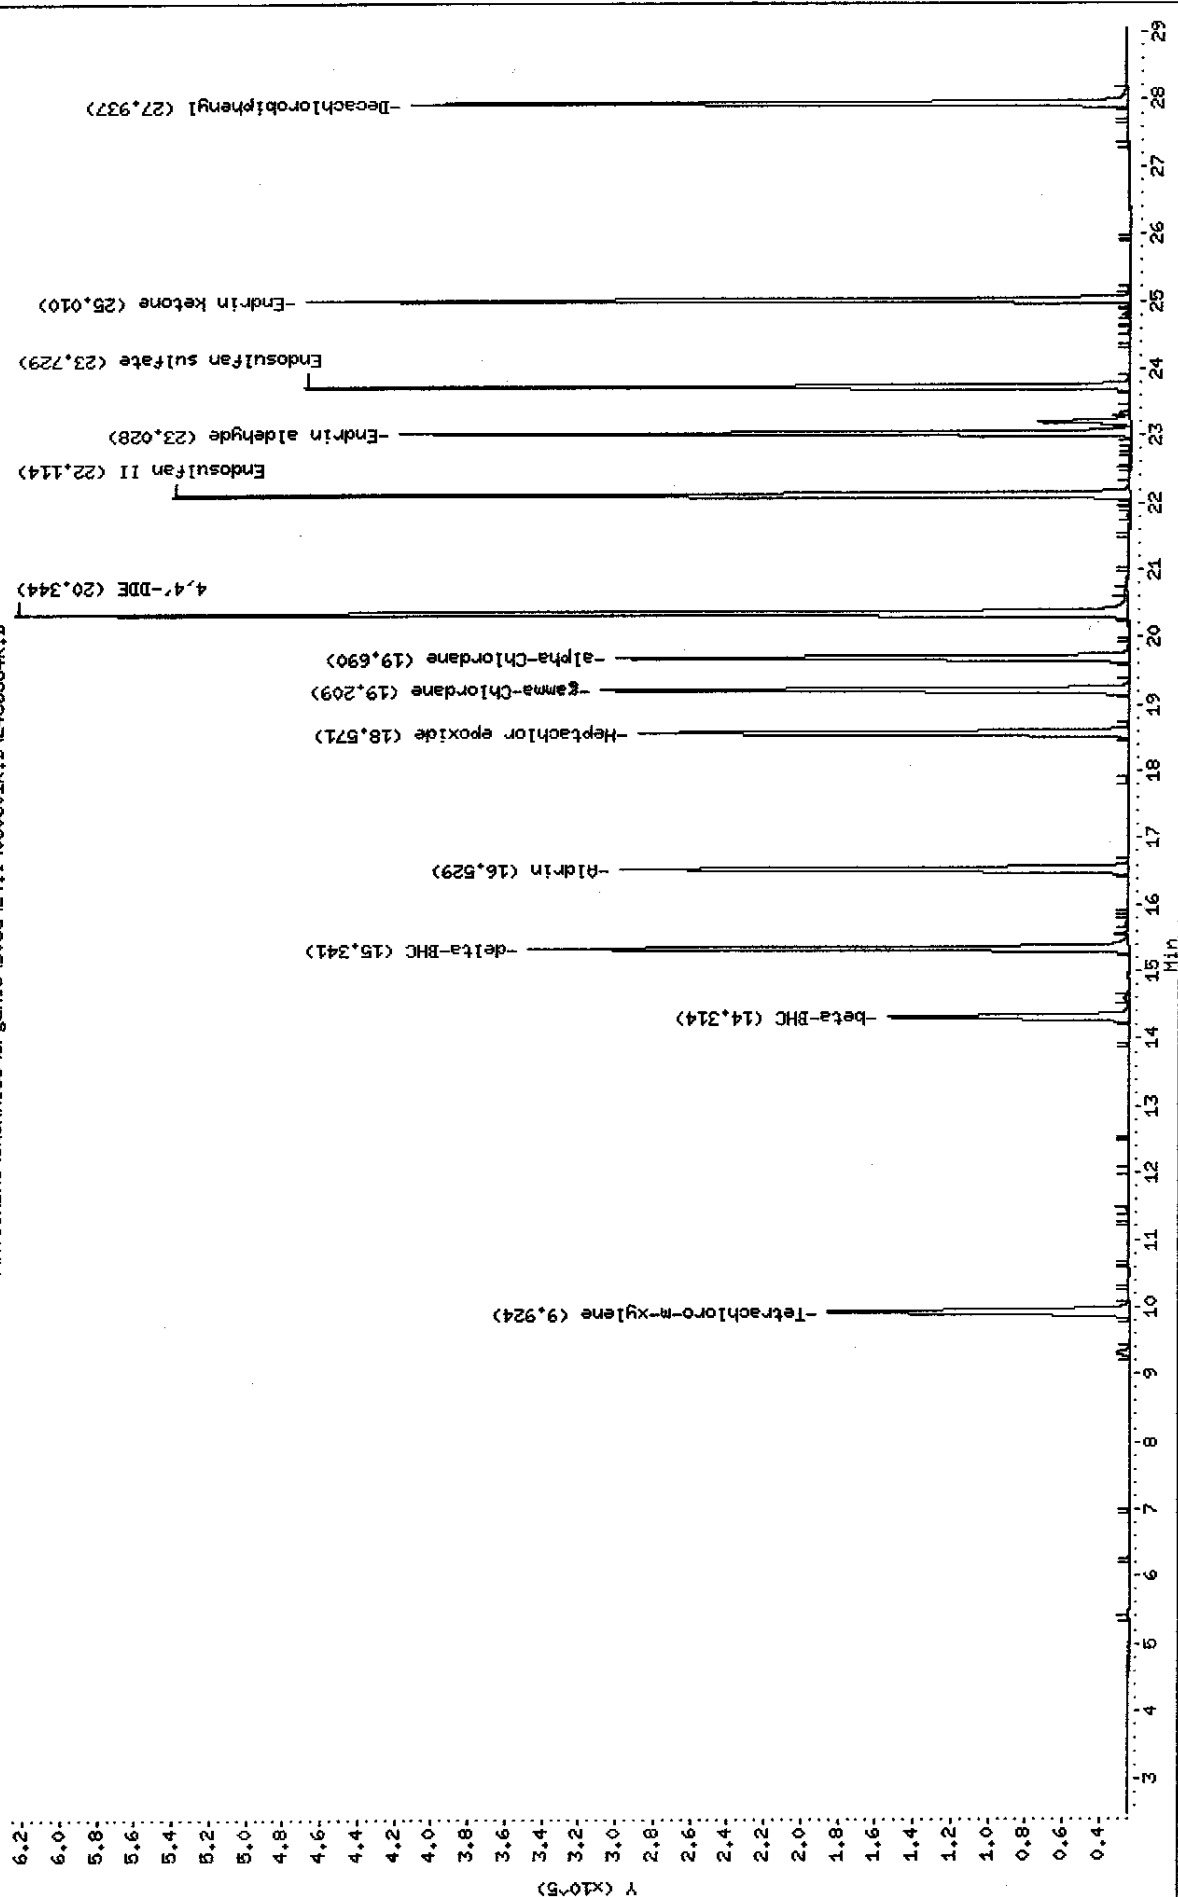 Y (x10^5)
6.2
6.0
5.8
5.6
5.4
5.2
5.0
4.8
4.6
4.4
4.2
4.0
3.8
3.6
3.4
3.2
3.0
2.8
2.6
2.4
2.2
2.0
1.8
1.6
1.4
1.2
1.0
0.8
0.6
0.4
-Tetrachloro-m-xylene (9.924)
-beta-BHC (14.314)
-delta-BHC (15.341)
-Aldrin (16.529)
-Heptachlor epoxide (18.571)
-gamma-Chlordane (19.209)
-alpha-Chlordane (19.690)
4,4'-DDE (20.344)
Endosulfan II (22.114)
-Endrin aldehyde (23.028)
Endosulfan sulfate (23.729)
-Endrin ketone (25.010)
-Decachlorobiphenyl (27.937)
3 4 5 6 7 8 9 10 11 12 13 14 15 16 17 18 19 20 21 22 23 24 25 26 27 28 29
Min